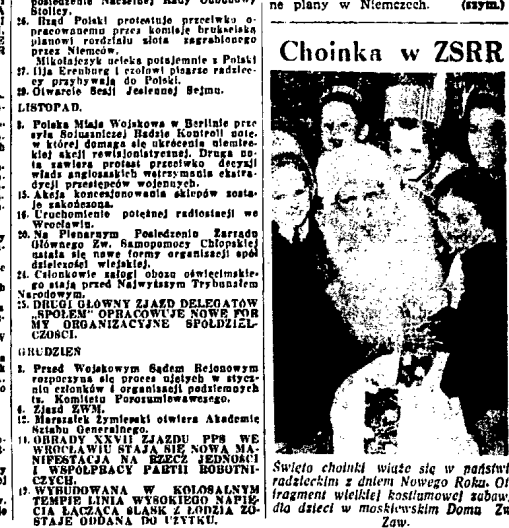 Stolicy.
26. Rząd Polski protestuje przeciwko o-
pracowanemu przez komisję brukselską
planowi rozdziału złota zagrabionego
przez Niemców.
Mikołajczyk ucieka potajemnie z Polski
27. Ilja Erenburg i czołowi pisarze radziec-
cy przybywają do Polski.
29. Otwarcie Sesji Jesiennej Sejmu.
LISTOPAD.
8. Polska Misja Wojskowa w Berlinie prze
syła Sojuszniczej Radzie Kontroli notę,
w której domaga się ukrócenia niemiec-
kiej akcji rewizjonistycznej. Druga no-
ta zawiera protest przeciwko decyzji
władz anglosaskich wstrzymania ekstra-
dycji przestępców wojennych.
15. Akcja koncesjonowania sklepów zosta-
je zakończona.
16. Uruchomienie potężnej radiostacji we
Wrocławiu.
20. Na Plenarnym Posiedzeniu Zarządu
Głównego Zw. Samopomocy Chłopskiej
ustala się nowe formy organizacji spół
dzielczości wiejskiej.
24. Członkowie załogi obozu oświęcimskie-
go stają przed Najwyższym Trybunałem
Narodowym.
25. DRUGI GŁÓWNY ZJAZD DELEGATÓW
„SPOŁEM" OPRACOWUJE NOWE FOR
MY ORGANIZACYJNE SPÓŁDZIEL-
CZOŚCI.
GRUDZIEŃ
3. Przed Wojskowym Sądem Rejonowym
rozpoczyna się proces ujętych w stycz-
niu członków i organizacji podziemnych
tz. Komitetu Porozumiewawczego.
6. Zjazd ZWM.
12. Marszałek Żymierski otwiera Akademię
Sztabu Generalnego.
14. OBRADY XXVII ZJAZDU PPS WE
WROCŁAWIU STAJĄ SIĘ NOWĄ MA-
NIFESTACJĄ NA RZECZ JEDNOŚCI
I WSPÓŁPRACY PARTII ROBOTNI-
CZYCH.
17. WYBUDOWANA W KOLOSALNYM
TEMPIE LINIA WYSOKIEGO NAPIĘ-
CIA ŁĄCZĄCA ŚLĄSK Z ŁODZIĄ ZO-
STAJE ODDANA DO UŻYTKU.
ne plany w Niemczech. (szym.)
Choinka w ZSRR
Święto choinki wiąże się w państwi
radzieckim z dniem Nowego Roku. Ot
fragment wielkiej kostiumowej zabaw
dla dzieci w moskiewskim Domu Zw
Zaw.